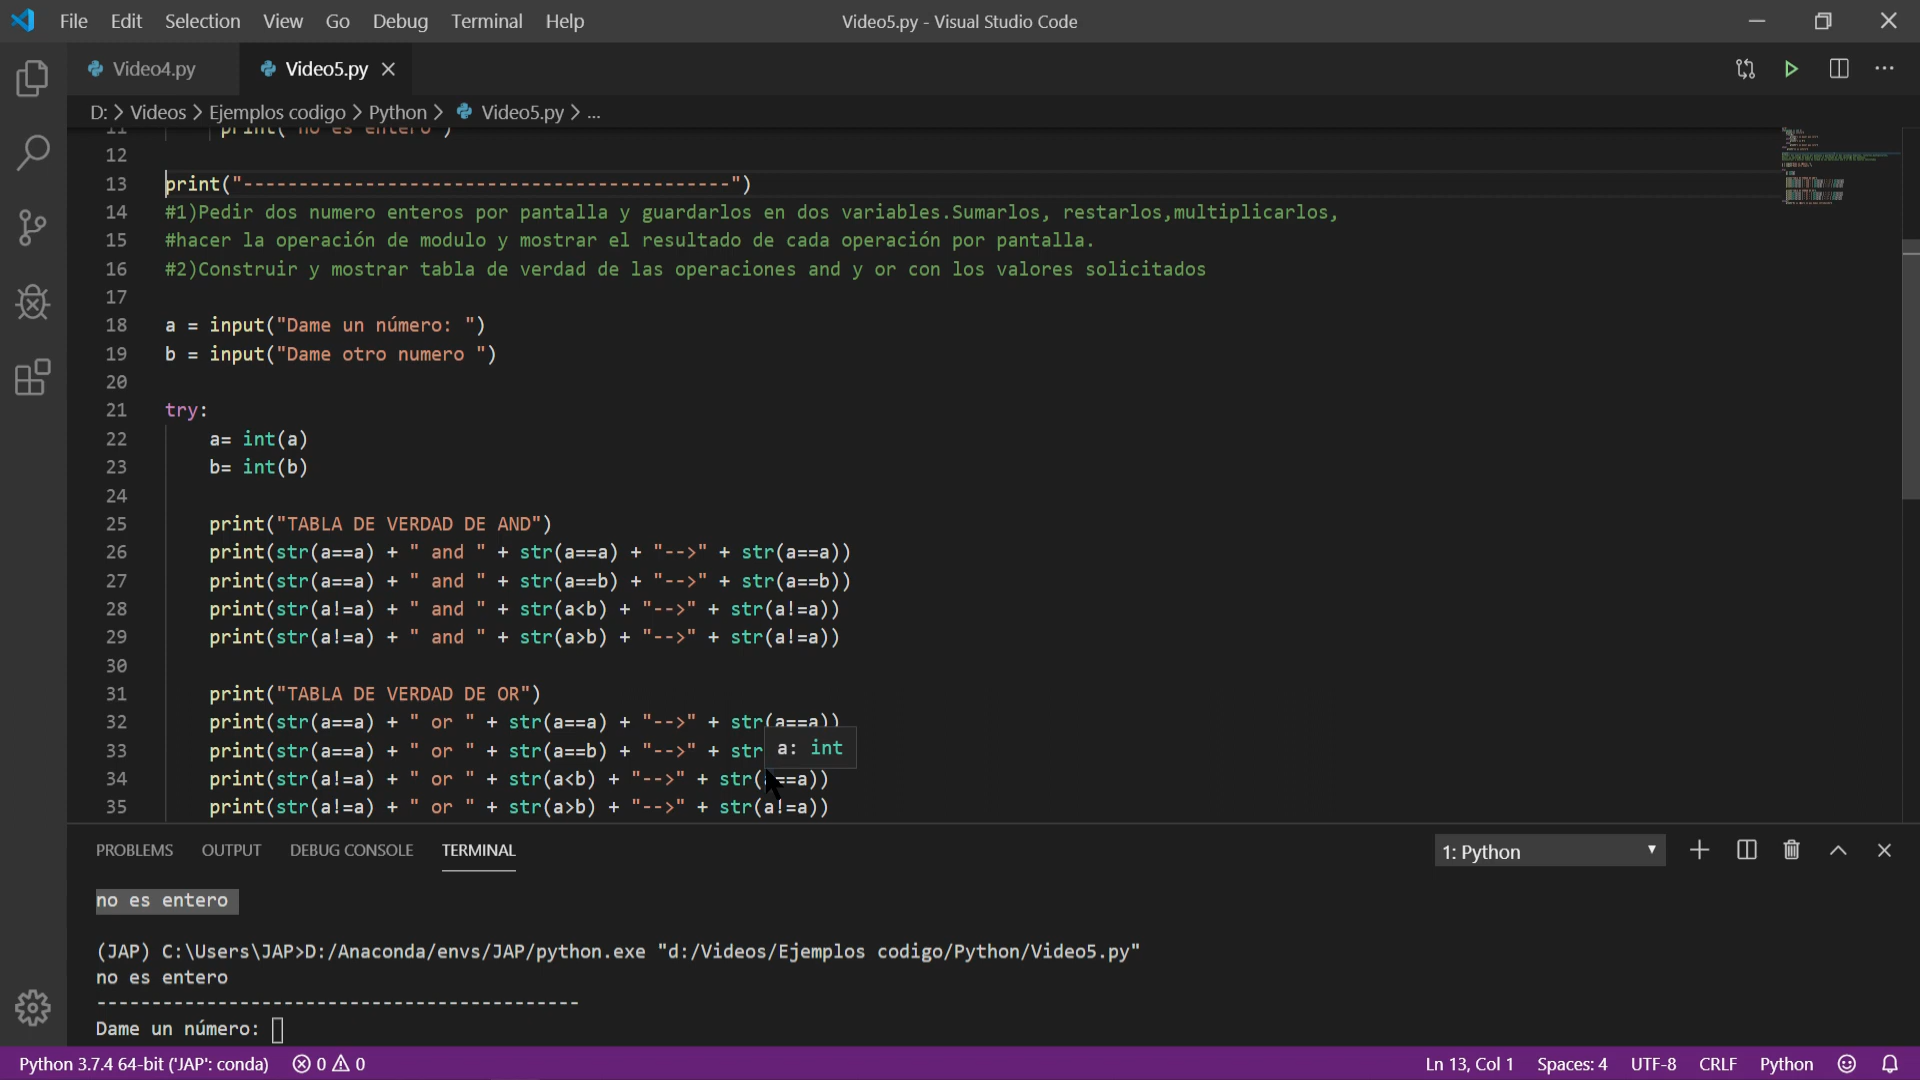 File Edit Selection View Go Debug Terminal Help Video5.py - Visual Studio Code
Video4.py Video5.py
D: > Videos > Ejemplos codigo > Python > Video5.py > ...
11 print("no es entero")
12
13 print("--------------------------------------------")
14 #1)Pedir dos numero enteros por pantalla y guardarlos en dos variables.Sumarlos, restarlos,multiplicarlos,
15 #hacer la operación de modulo y mostrar el resultado de cada operación por pantalla.
16 #2)Construir y mostrar tabla de verdad de las operaciones and y or con los valores solicitados
17
18 a = input("Dame un número: ")
19 b = input("Dame otro numero ")
20
21 try:
22 a= int(a)
23 b= int(b)
24
25 print("TABLA DE VERDAD DE AND")
26 print(str(a==a) + " and " + str(a==a) + "-->" + str(a==a))
27 print(str(a==a) + " and " + str(a==b) + "-->" + str(a==b))
28 print(str(a!=a) + " and " + str(a<b) + "-->" + str(a!=a))
29 print(str(a!=a) + " and " + str(a>b) + "-->" + str(a!=a))
30
31 print("TABLA DE VERDAD DE OR")
32 print(str(a==a) + " or " + str(a==a) + "-->" + str(a==a))
33 print(str(a==a) + " or " + str(a==b) + "-->" + str
a: int
34 print(str(a!=a) + " or " + str(a<b) + "-->" + str(a==a))
35 print(str(a!=a) + " or " + str(a>b) + "-->" + str(a!=a))
PROBLEMS OUTPUT DEBUG CONSOLE TERMINAL 1: Python
no es entero
(JAP) C:\Users\JAP>D:/Anaconda/envs/JAP/python.exe "d:/Videos/Ejemplos codigo/Python/Video5.py"
no es entero
--------------------------------------------
Dame un número:
Python 3.7.4 64-bit ('JAP': conda) 0 0 Ln 13, Col 1 Spaces: 4 UTF-8 CRLF Python